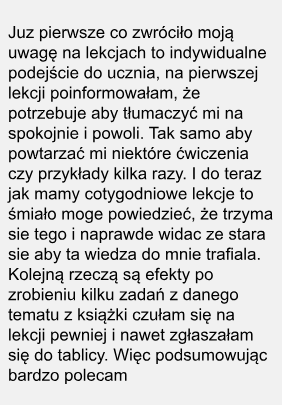 Juz pierwsze co zwróciło moją
uwagę na lekcjach to indywidualne
podejście do ucznia, na pierwszej
lekcji poinformowałam, że
potrzebuje aby tłumaczyć mi na
spokojnie i powoli. Tak samo aby
powtarzać mi niektóre ćwiczenia
czy przykłady kilka razy. I do teraz
jak mamy cotygodniowe lekcje to
śmiało moge powiedzieć, że trzyma
sie tego i naprawde widac ze stara
sie aby ta wiedza do mnie trafiala.
Kolejną rzeczą są efekty po
zrobieniu kilku zadań z danego
tematu z książki czułam się na
lekcji pewniej i nawet zgłaszałam
się do tablicy. Więc podsumowując
bardzo polecam